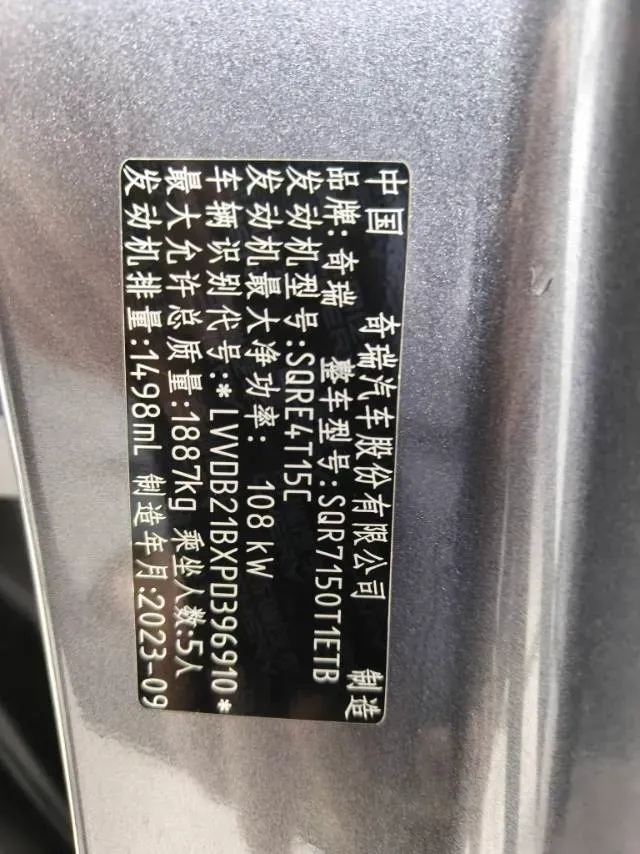 中国 奇瑞汽车股份有限公司 制造
品牌: 奇瑞 整车型号:SQR7150T1ETB
发动机型号:SQRE4T15C
发动机最大净功率: 108 kW
车辆识别代号:*LVVDB21BXPD396910*
最大允许总质量:1887kg 乘坐人数:5人
发动机排量:1498mL 制造年月:2023-09